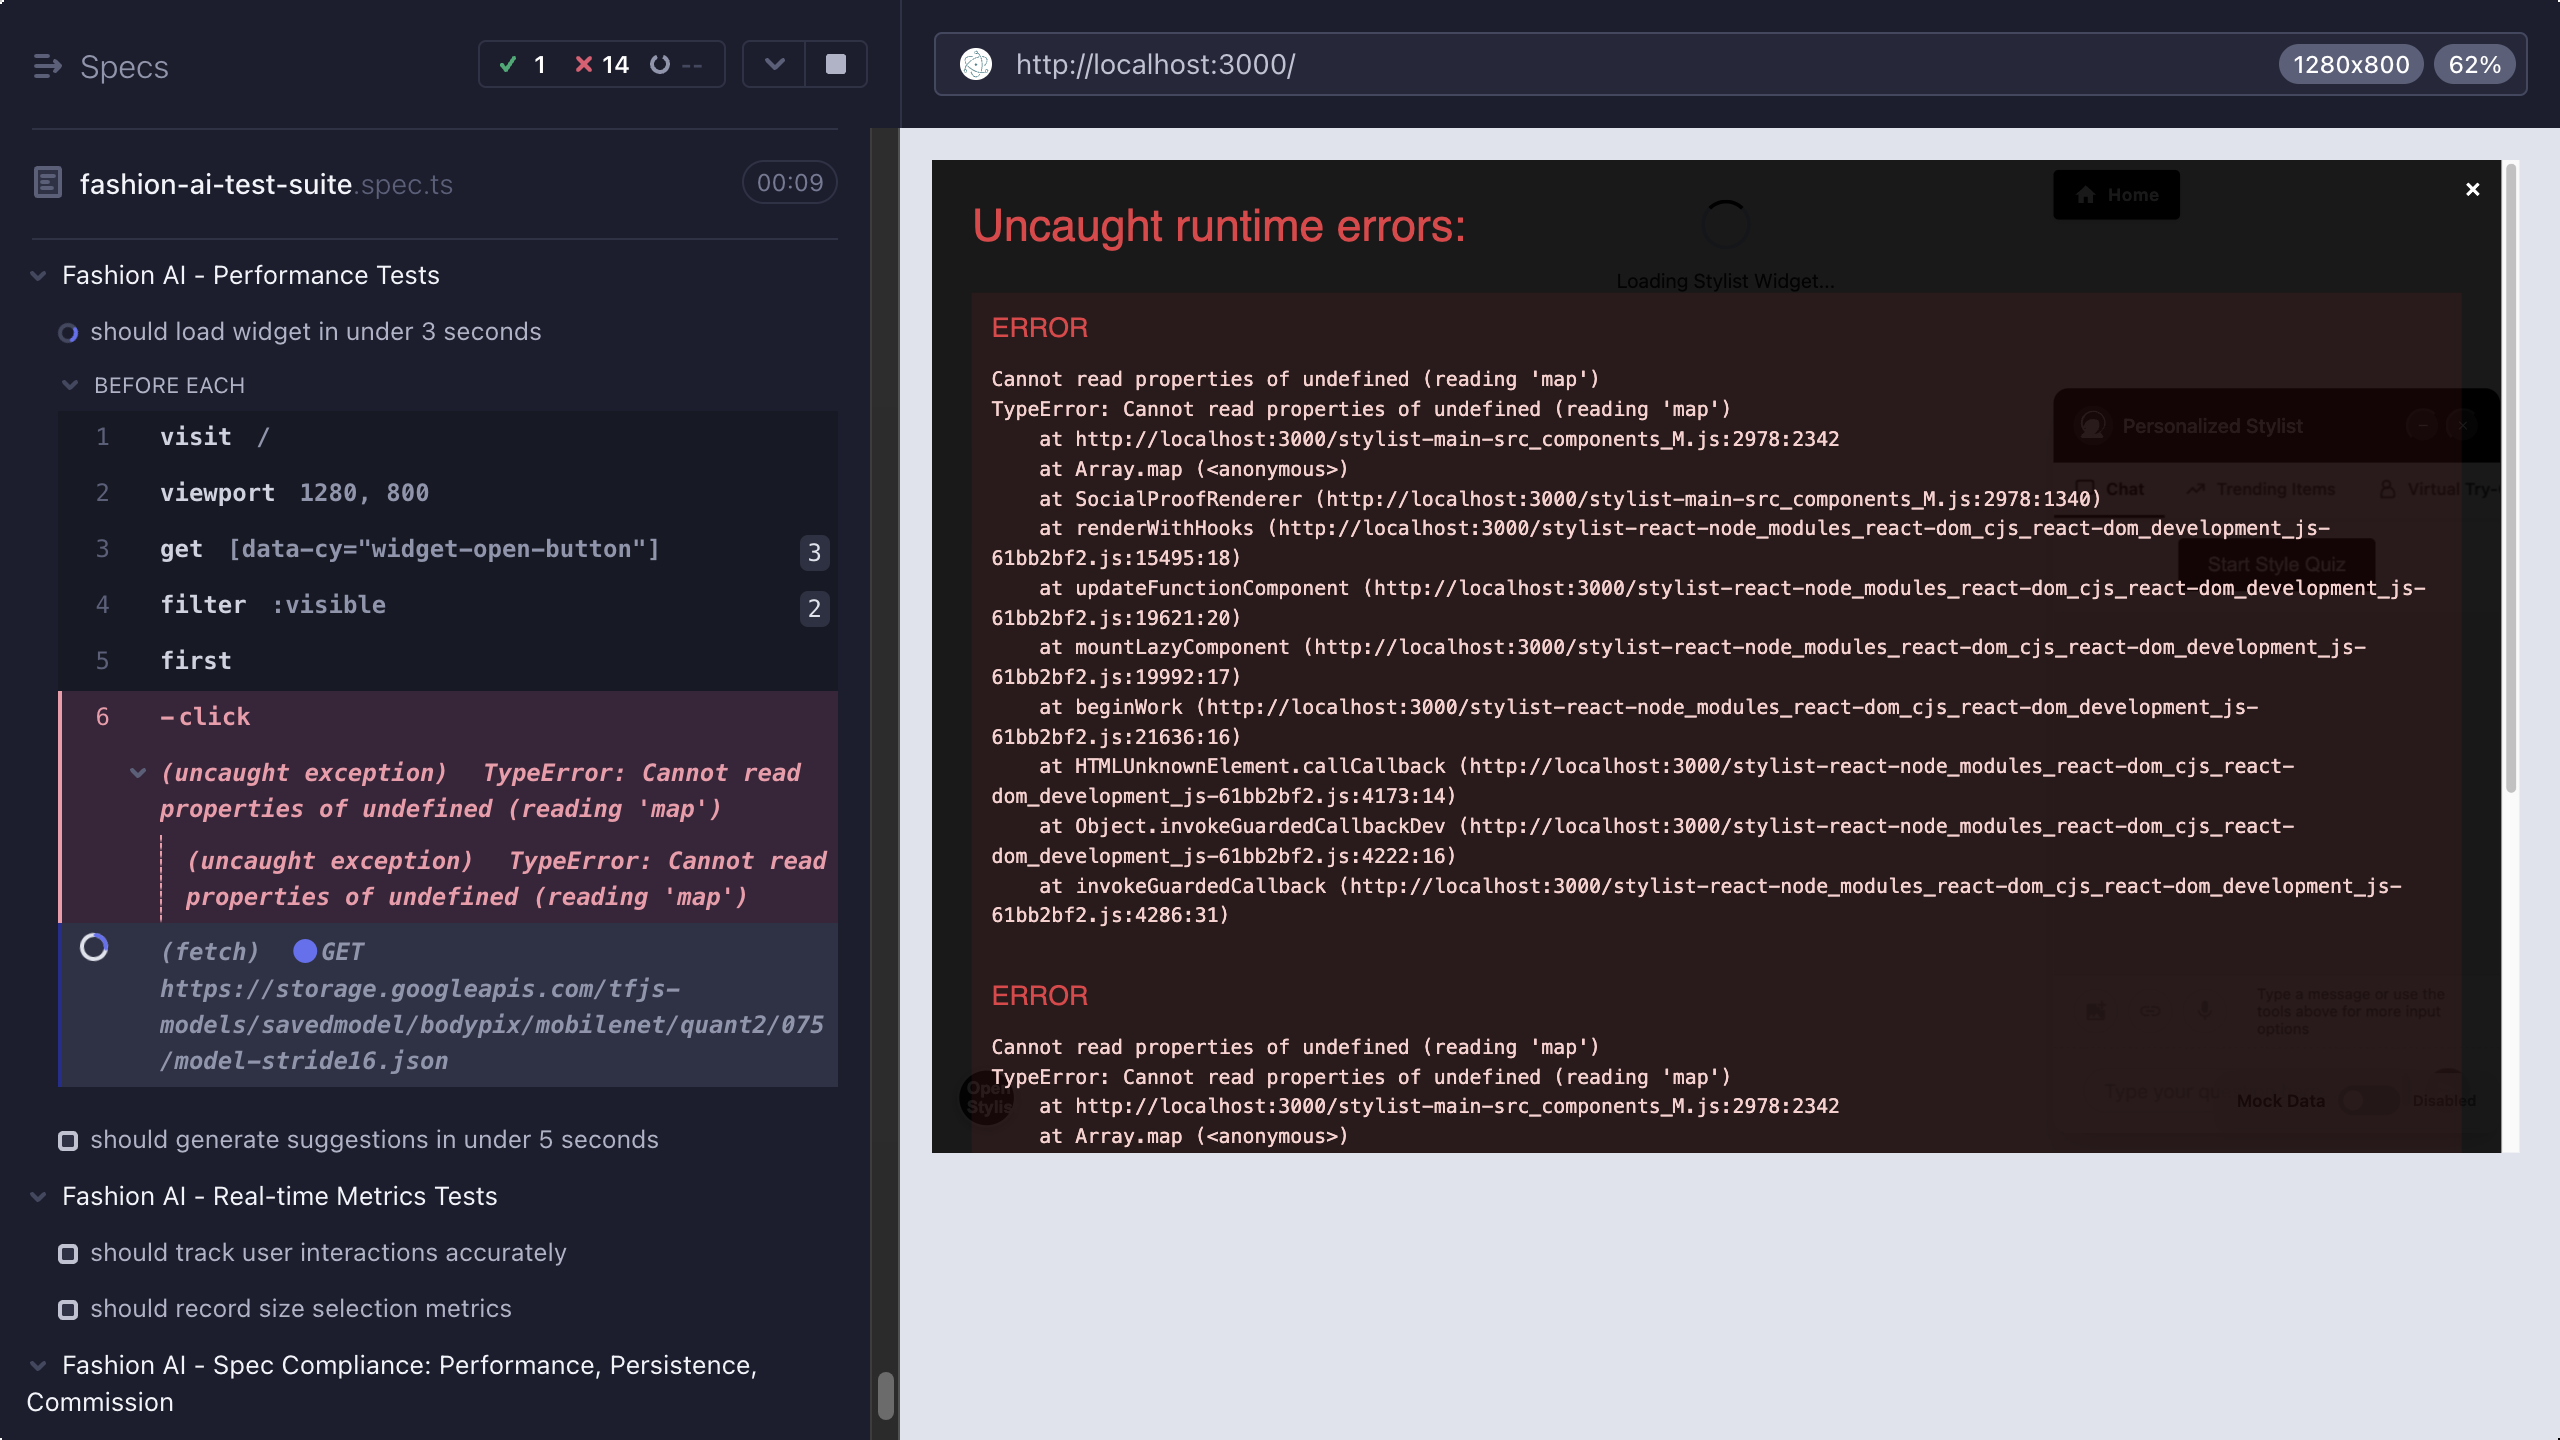 Specs
1
14
--
fashion-ai-test-suite.spec.ts
00:09
Fashion AI - Performance Tests
should load widget in under 3 seconds
BEFORE EACH
1 visit /
2 viewport 1280, 800
3 get [data-cy="widget-open-button"] 3
4 filter :visible 2
5 first
6 -click
(uncaught exception) TypeError: Cannot read
properties of undefined (reading 'map')
(uncaught exception) TypeError: Cannot read
properties of undefined (reading 'map')
(fetch) GET
https://storage.googleapis.com/tfjs-
models/savedmodel/bodypix/mobilenet/quant2/075
/model-stride16.json
should generate suggestions in under 5 seconds
Fashion AI - Real-time Metrics Tests
should track user interactions accurately
should record size selection metrics
Fashion AI - Spec Compliance: Performance, Persistence,
Commission
http://localhost:3000/
1280x800
62%
Home
×
Uncaught runtime errors:
Loading Stylist Widget...
ERROR
Cannot read properties of undefined (reading 'map')
TypeError: Cannot read properties of undefined (reading 'map')
at http://localhost:3000/stylist-main-src_components_M.js:2978:2342
at Array.map (<anonymous>)
at SocialProofRenderer (http://localhost:3000/stylist-main-src_components_M.js:2978:1340)
at renderWithHooks (http://localhost:3000/stylist-react-node_modules_react-dom_cjs_react-dom_development_js-
61bb2bf2.js:15495:18)
at updateFunctionComponent (http://localhost:3000/stylist-react-node_modules_react-dom_cjs_react-dom_development_js-
61bb2bf2.js:19621:20)
at mountLazyComponent (http://localhost:3000/stylist-react-node_modules_react-dom_cjs_react-dom_development_js-
61bb2bf2.js:19992:17)
at beginWork (http://localhost:3000/stylist-react-node_modules_react-dom_cjs_react-dom_development_js-
61bb2bf2.js:21636:16)
at HTMLUnknownElement.callCallback (http://localhost:3000/stylist-react-node_modules_react-dom_cjs_react-
dom_development_js-61bb2bf2.js:4173:14)
at Object.invokeGuardedCallbackDev (http://localhost:3000/stylist-react-node_modules_react-dom_cjs_react-
dom_development_js-61bb2bf2.js:4222:16)
at invokeGuardedCallback (http://localhost:3000/stylist-react-node_modules_react-dom_cjs_react-dom_development_js-
61bb2bf2.js:4286:31)
ERROR
Cannot read properties of undefined (reading 'map')
TypeError: Cannot read properties of undefined (reading 'map')
at http://localhost:3000/stylist-main-src_components_M.js:2978:2342
at Array.map (<anonymous>)
Personalized Stylist
Chat
Trending Items
Virtual Try-
Start Style Quiz
Type a message or use the
tools above for more input
options
Type your qu
Mock Data
Disabled
Open
Stylis